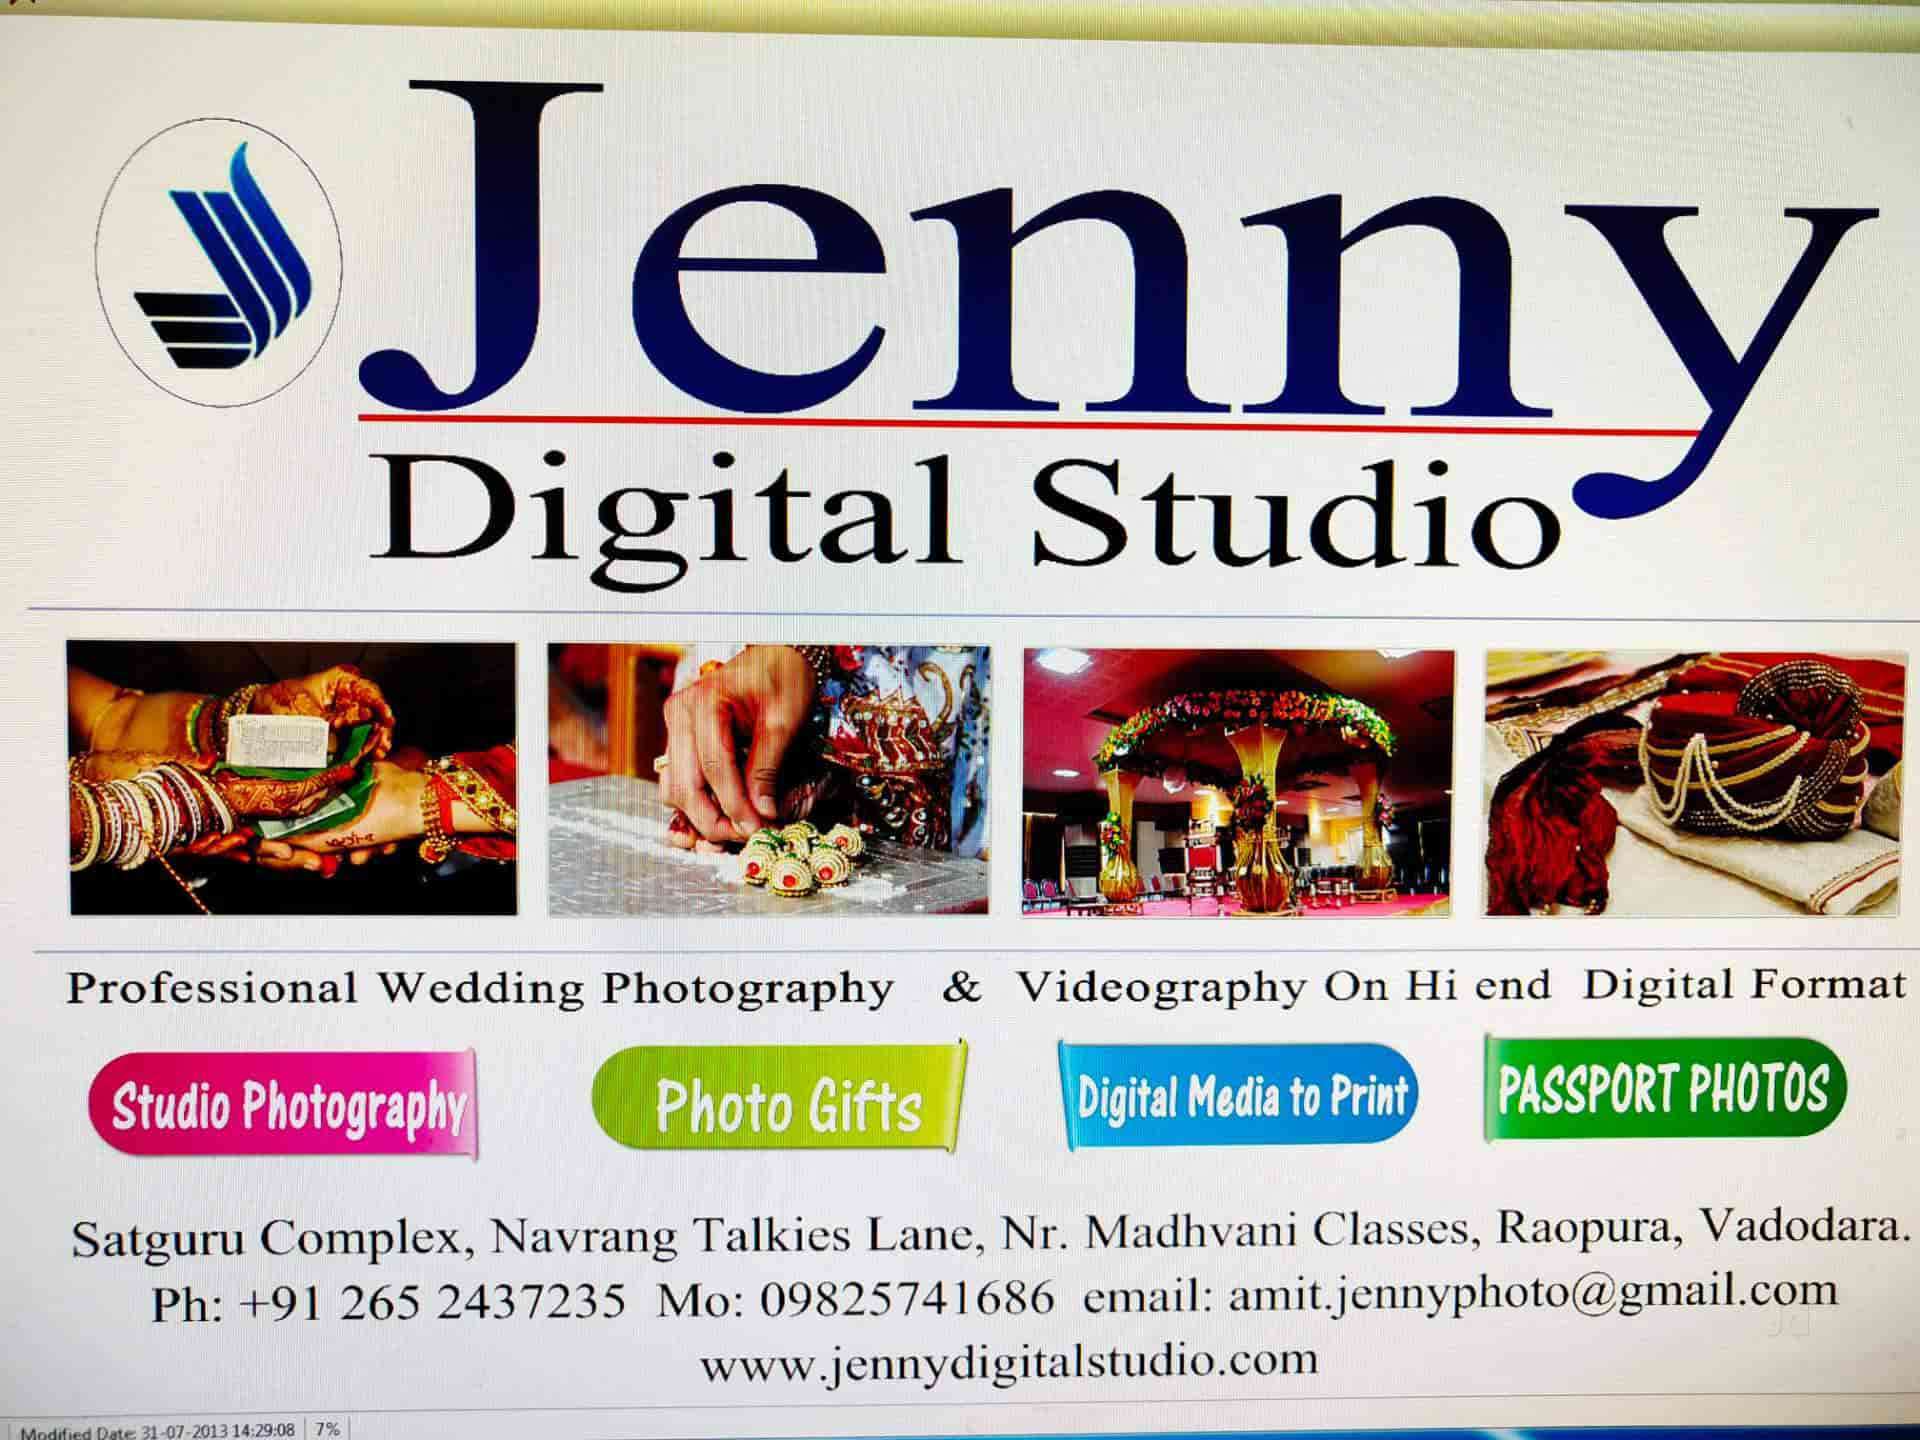 Jenny
Digital Studio
Professional Wedding Photography & Videography On Hi end Digital Format
Studio Photography
Photo Gifts
Digital Media to Print
PASSPORT PHOTOS
Satguru Complex, Navrang Talkies Lane, Nr. Madhvani Classes, Raopura, Vadodara.
Ph: +91 265 2437235 Mo: 09825741686 email: amit.jennyphoto@gmail.com
www.jennydigitalstudio.com
Modified Date: 31-07-2013 14:29:08 7%